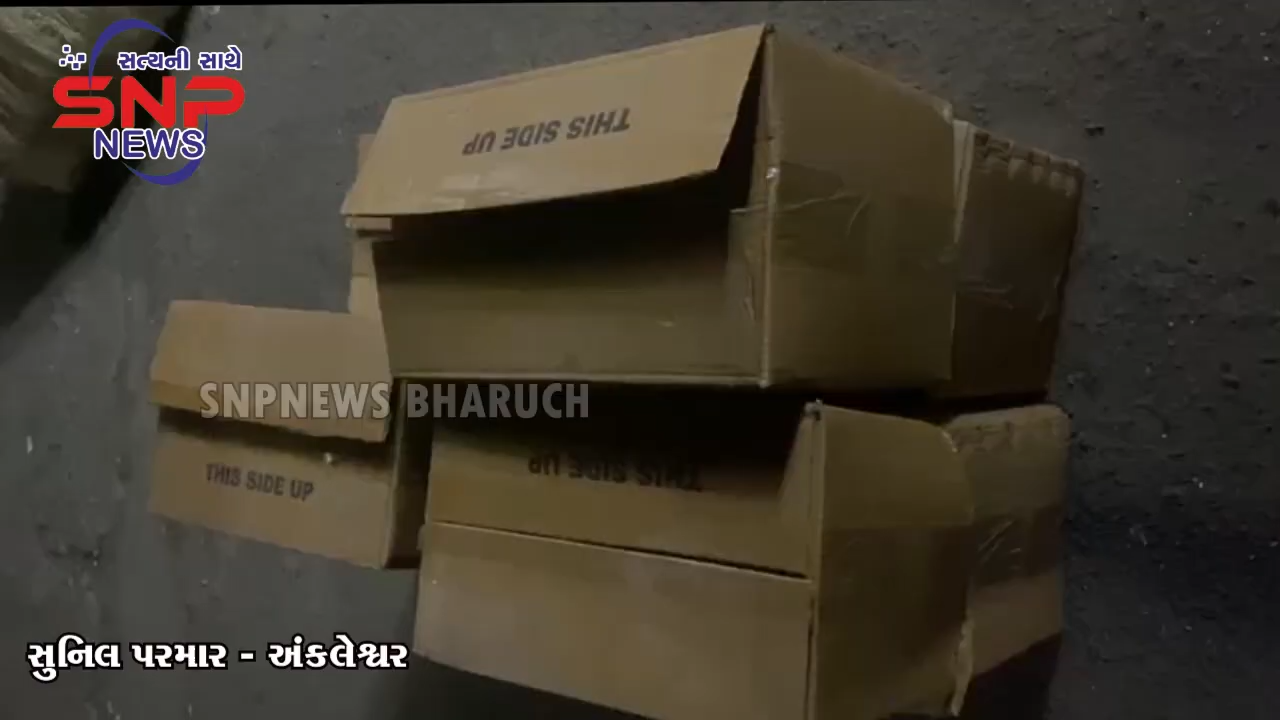 સત્યની સાથે
SNP
NEWS
THIS SIDE UP
SNPNEWS BHARUCH
THIS SIDE UP
THIS SIDE UP
સુનિલ પરમાર - અંકલેશ્વર